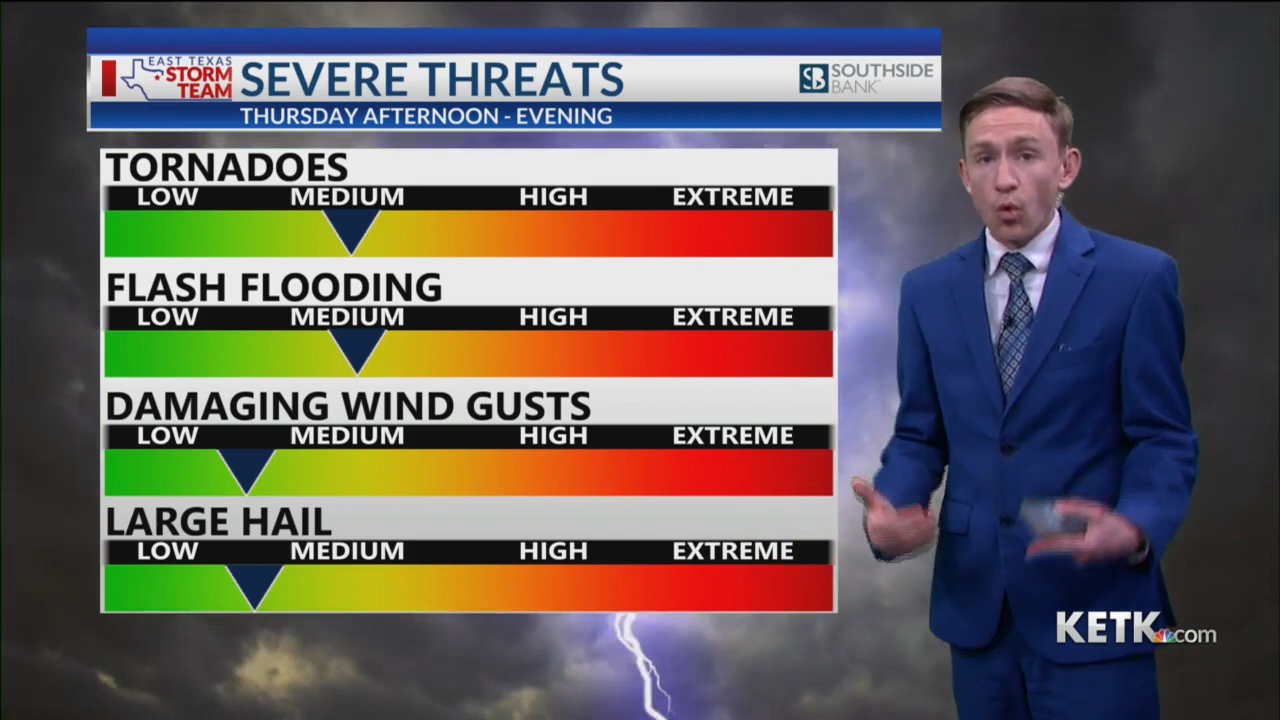 EAST TEXAS
STORM
TEAM
SEVERE THREATS
THURSDAY AFTERNOON - EVENING
SB
SOUTHSIDE
BANK
TORNADOES
LOW MEDIUM HIGH EXTREME
FLASH FLOODING
LOW MEDIUM HIGH EXTREME
DAMAGING WIND GUSTS
LOW MEDIUM HIGH EXTREME
LARGE HAIL
LOW MEDIUM HIGH EXTREME
KETK.com